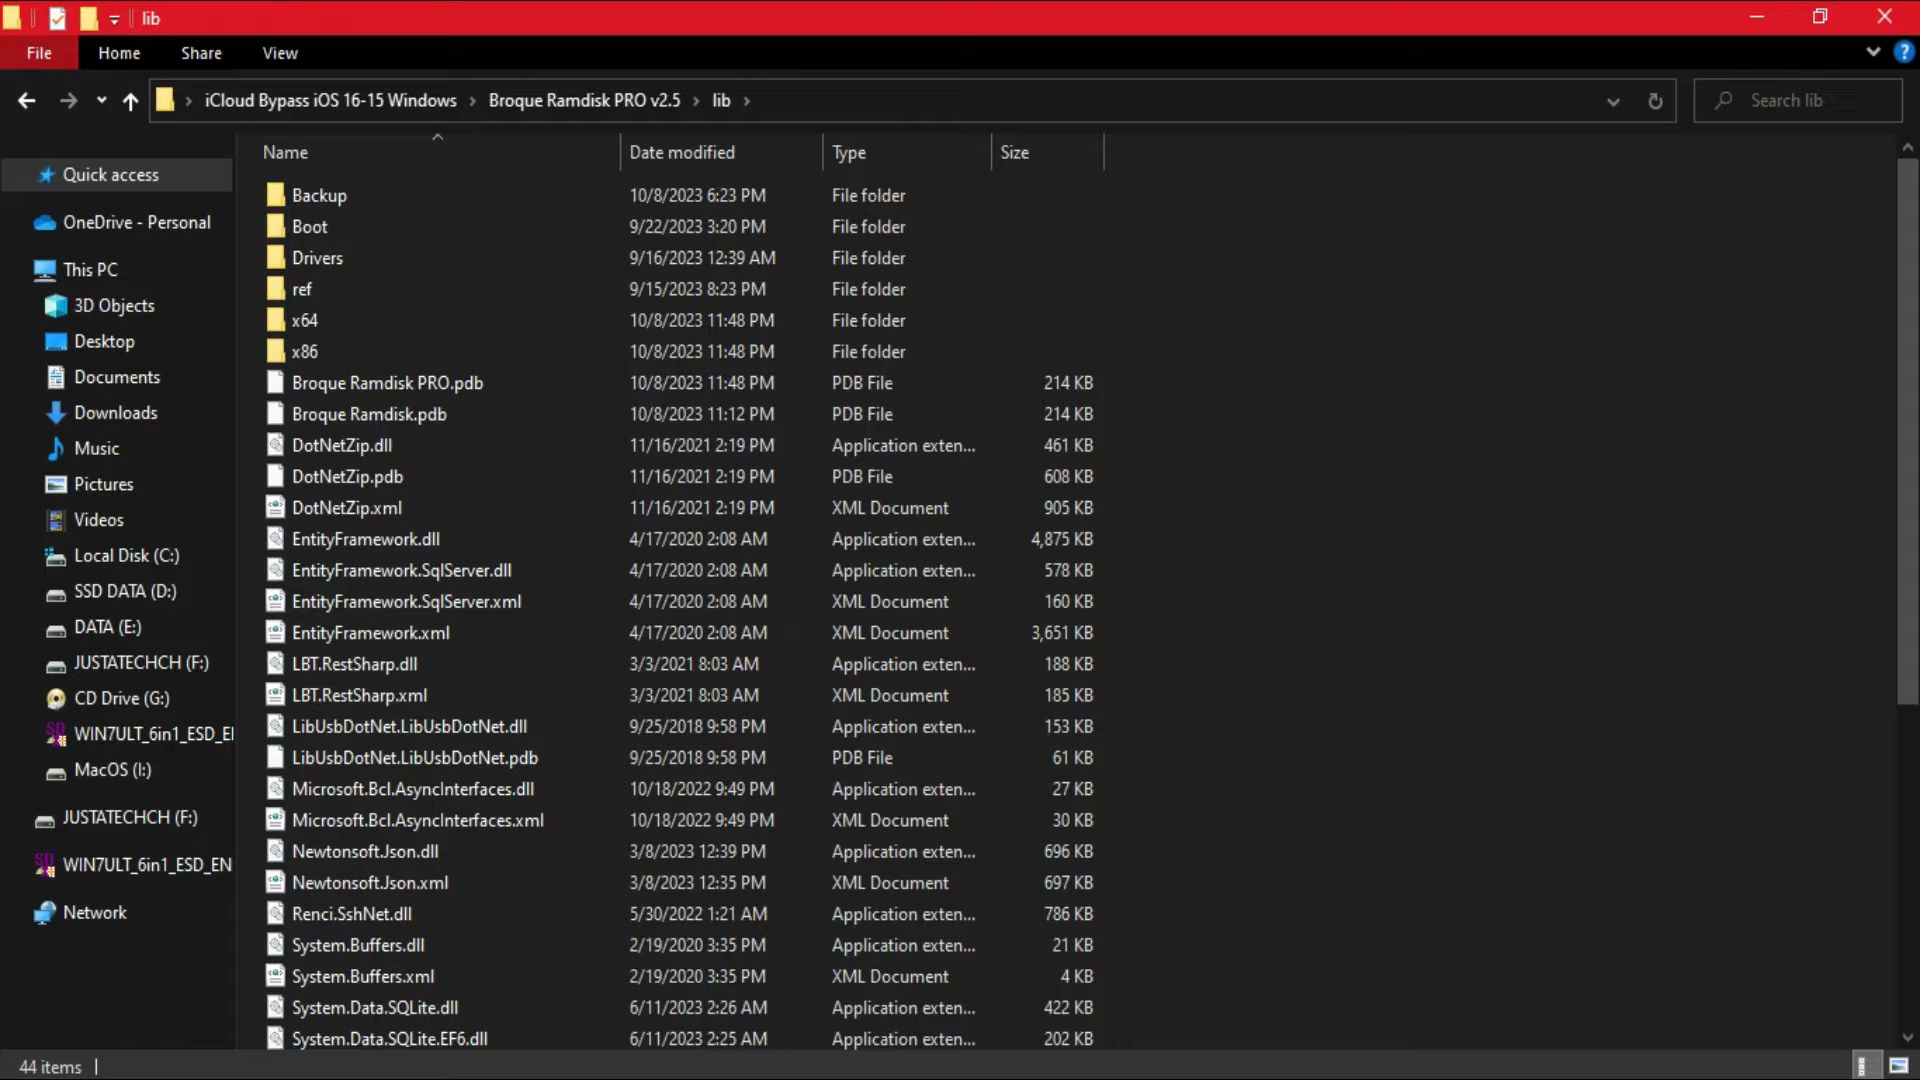 lib
File Home Share View
iCloud Bypass iOS 16-15 Windows Broque Ramdisk PRO v2.5 lib
Search lib
Quick access
OneDrive - Personal
This PC
3D Objects
Desktop
Documents
Downloads
Music
Pictures
Videos
Local Disk (C:)
SSD DATA (D:)
DATA (E:)
JUSTATECHCH (F:)
CD Drive (G:)
WIN7ULT_6in1_ESD_E
MacOS (I:)
JUSTATECHCH (F:)
WIN7ULT_6in1_ESD_EN
Network
Name Date modified Type Size
Backup 10/8/2023 6:23 PM File folder
Boot 9/22/2023 3:20 PM File folder
Drivers 9/16/2023 12:39 AM File folder
ref 9/15/2023 8:23 PM File folder
x64 10/8/2023 11:48 PM File folder
x86 10/8/2023 11:48 PM File folder
Broque Ramdisk PRO.pdb 10/8/2023 11:48 PM PDB File 214 KB
Broque Ramdisk.pdb 10/8/2023 11:12 PM PDB File 214 KB
DotNetZip.dll 11/16/2021 2:19 PM Application exten... 461 KB
DotNetZip.pdb 11/16/2021 2:19 PM PDB File 608 KB
DotNetZip.xml 11/16/2021 2:19 PM XML Document 905 KB
EntityFramework.dll 4/17/2020 2:08 AM Application exten... 4,875 KB
EntityFramework.SqlServer.dll 4/17/2020 2:08 AM Application exten... 578 KB
EntityFramework.SqlServer.xml 4/17/2020 2:08 AM XML Document 160 KB
EntityFramework.xml 4/17/2020 2:08 AM XML Document 3,651 KB
LBT.RestSharp.dll 3/3/2021 8:03 AM Application exten... 188 KB
LBT.RestSharp.xml 3/3/2021 8:03 AM XML Document 185 KB
LibUsbDotNet.LibUsbDotNet.dll 9/25/2018 9:58 PM Application exten... 153 KB
LibUsbDotNet.LibUsbDotNet.pdb 9/25/2018 9:58 PM PDB File 61 KB
Microsoft.Bcl.AsyncInterfaces.dll 10/18/2022 9:49 PM Application exten... 27 KB
Microsoft.Bcl.AsyncInterfaces.xml 10/18/2022 9:49 PM XML Document 30 KB
Newtonsoft.Json.dll 3/8/2023 12:39 PM Application exten... 696 KB
Newtonsoft.Json.xml 3/8/2023 12:35 PM XML Document 697 KB
Renci.SshNet.dll 5/30/2022 1:21 AM Application exten... 786 KB
System.Buffers.dll 2/19/2020 3:35 PM Application exten... 21 KB
System.Buffers.xml 2/19/2020 3:35 PM XML Document 4 KB
System.Data.SQLite.dll 6/11/2023 2:26 AM Application exten... 422 KB
System.Data.SQLite.EF6.dll 6/11/2023 2:25 AM Application exten... 202 KB
44 items